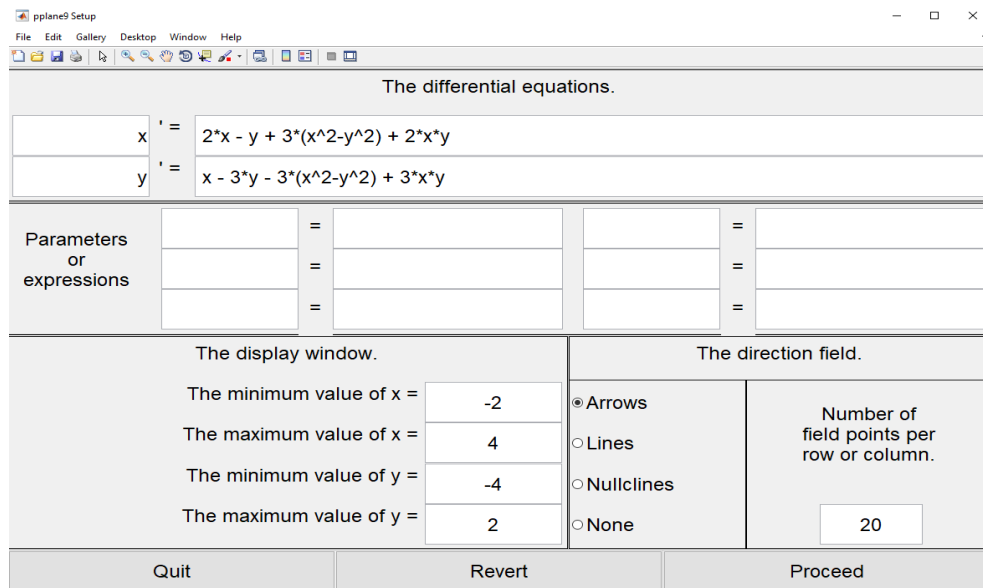 pplane9 Setup
File Edit Gallery Desktop Window Help
The differential equations.
x ' = 2*x - y + 3*(x^2-y^2) + 2*x*y
y ' = x - 3*y - 3*(x^2-y^2) + 3*x*y
Parameters
or
expressions
= =
= =
= =
The display window.
The minimum value of x = -2
The maximum value of x = 4
The minimum value of y = -4
The maximum value of y = 2
The direction field.
Arrows
Lines
Nullclines
None
Number of
field points per
row or column.
20
Quit Revert Proceed